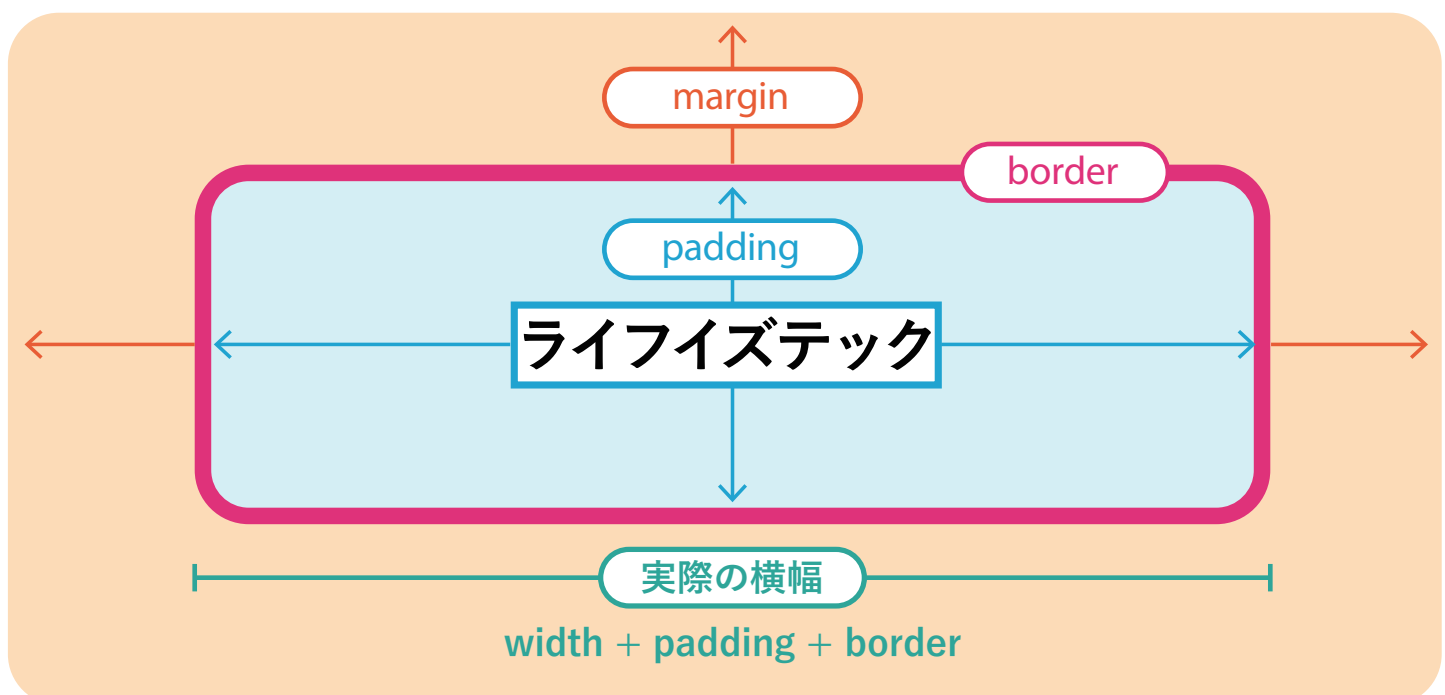 margin
border
padding
ライフイズテック
実際の横幅
width + padding + border